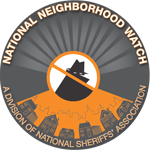 NATIONAL NEIGHBORHOOD WATCH
A DIVISION OF NATIONAL SHERIFFS' ASSOCIATION